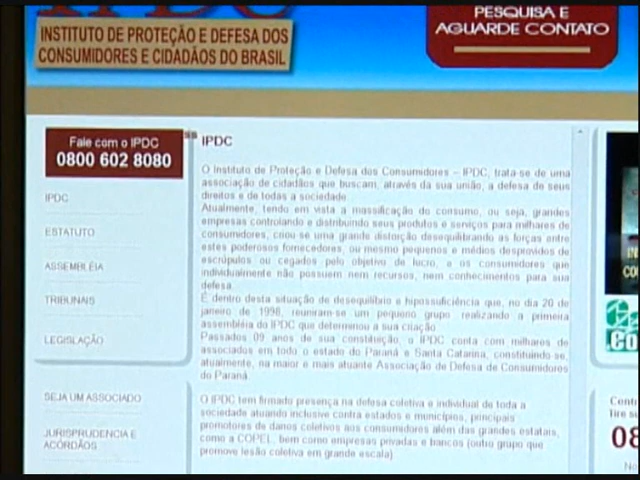 IPDC
INSTITUTO DE PROTEÇÃO E DEFESA DOS
CONSUMIDORES E CIDADÃOS DO BRASIL
PESQUISA E
AGUARDE CONTATO
Fale com o IPDC
0800 602 8080
IPDC
ESTATUTO
ASSEMBLÉIA
TRIBUNAIS
LEGISLAÇÃO
SEJA UM ASSOCIADO
JURISPRUDENCIA E
ACÓRDÃOS
IPDC
O Instituto de Proteção e Defesa dos Consumidores – IPDC, trata-se de uma
associação de cidadãos que buscam, através da sua união, a defesa de seus
direitos e de todas a sociedade.
Atualmente, tendo em vista a massificação do consumo, ou seja, grandes
empresas controlando e distribuindo seus produtos e serviços para milhares de
consumidores, criou se uma grande distorção desequilibrando as forças entre
estes poderosos fornecedores, ou mesmo pequenos e médios desprovidos de
escrúpulos ou cegados pelo objetivo de lucro, e os consumidores que
individualmente não possuem nem recursos, nem conhecimentos para sua
defesa.
É dentro desta situação de desequilíbrio e hipossuficiência que, no dia 20 de
janeiro de 1998, reuniram-se um pequeno grupo realizando a primeira
assembléia do IPDC que determinou a sua criação.
Passados 09 anos de sua constituição, o IPDC conta com milhares de
associados em todo o estado do Paraná e Santa Catarina, constituindo se,
atualmente, na maior e mais atuante Associação de Defesa de Consumidores
do Paraná.
O IPDC tem firmado presença na defesa coletiva e individual de toda a
sociedade atuando inclusive contra estados e municípios, principais
promotores de danos coletivos aos consumidores além das grandes estatais,
como a COPEL, bem como empresas privadas e bancos (outro grupo que
promove lesão coletiva em grande escala).
Tire s
08